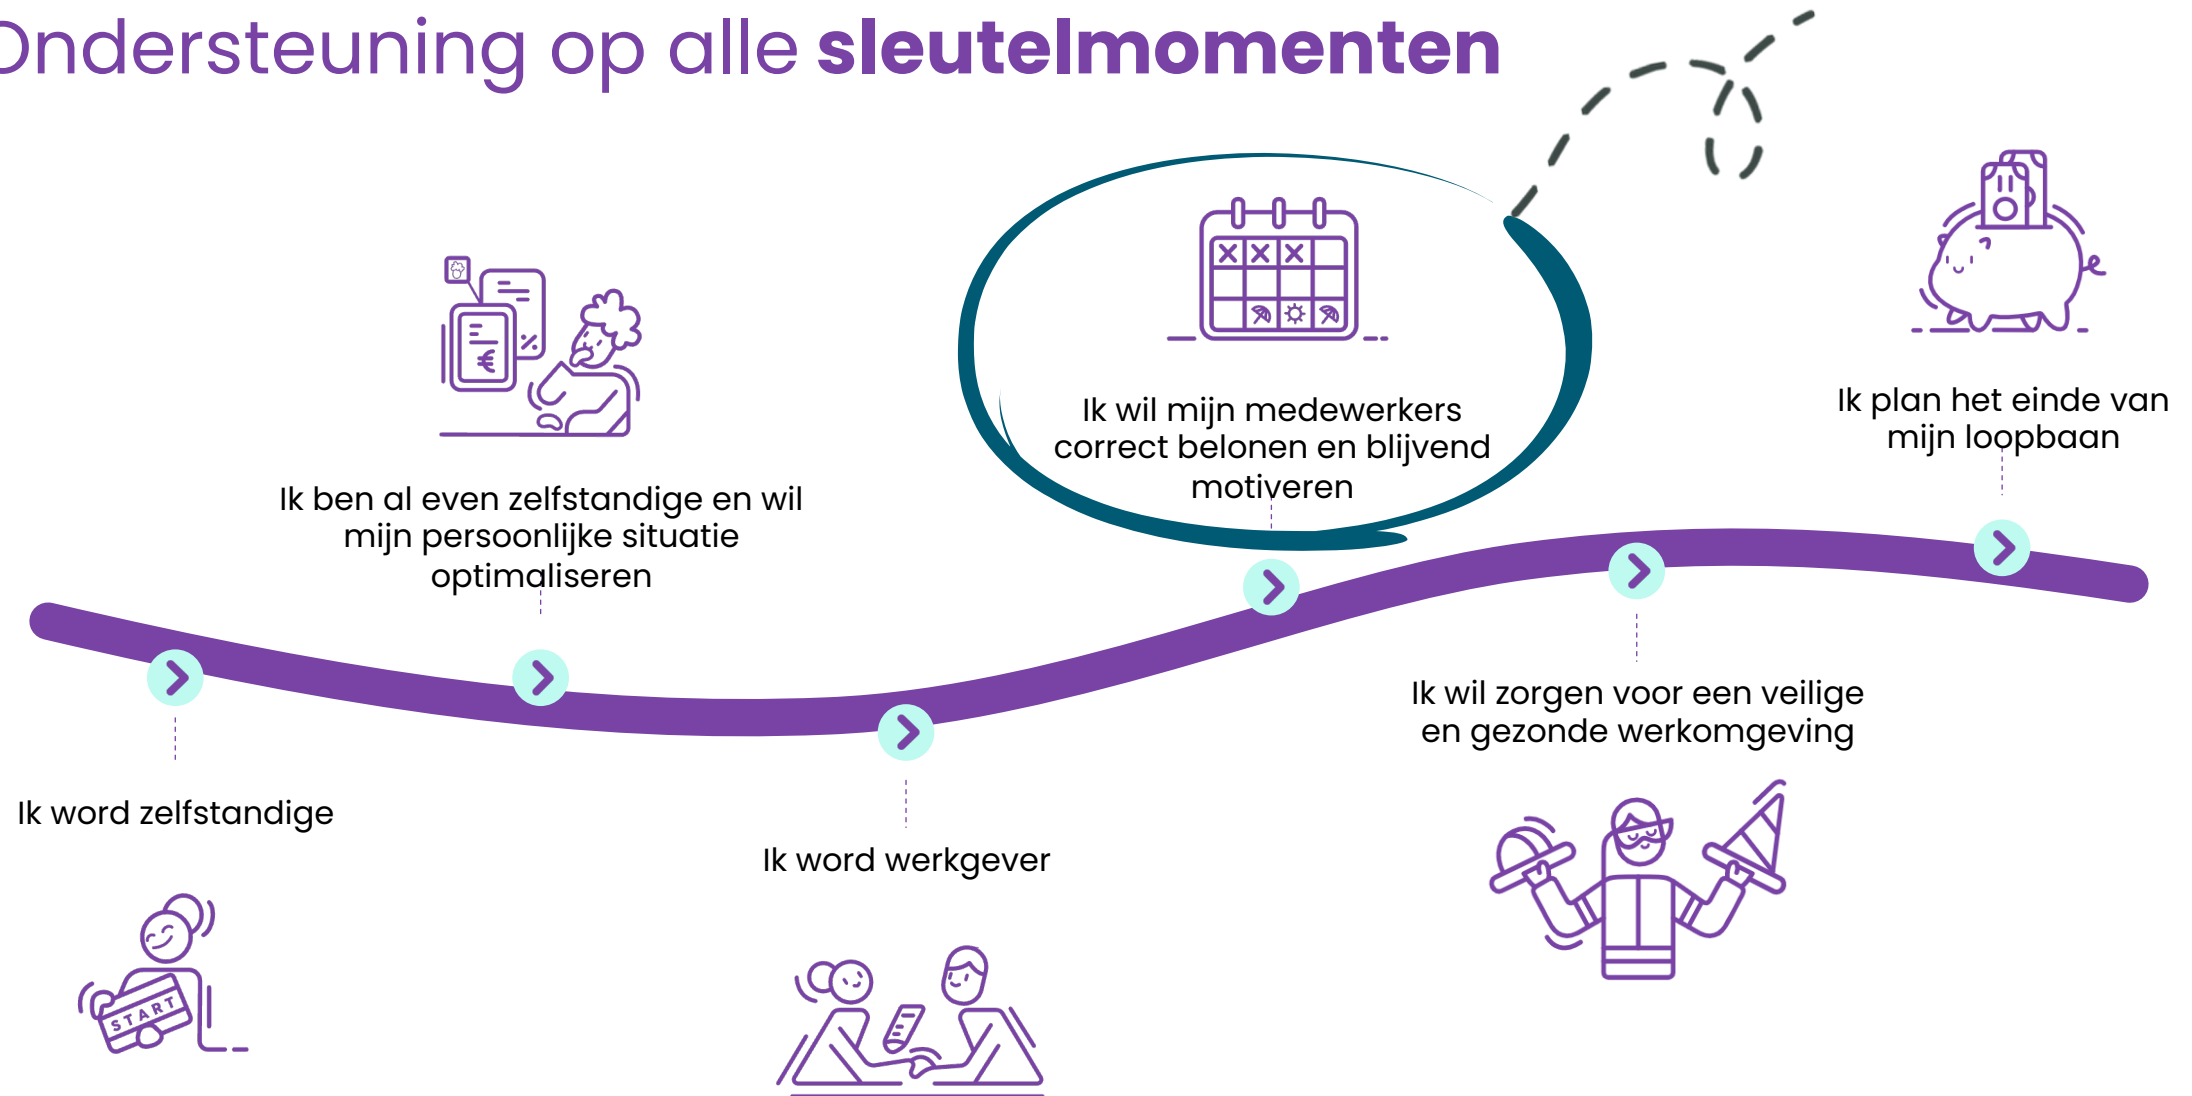 Ondersteuning op alle sleutelmomenten
Ik ben al even zelfstandige en wil
mijn persoonlijke situatie
optimaliseren
Ik wil mijn medewerkers
correct belonen en blijvend
motiveren
Ik plan het einde van
mijn loopbaan
Ik word zelfstandige
START
Ik word werkgever
Ik wil zorgen voor een veilige
en gezonde werkomgeving